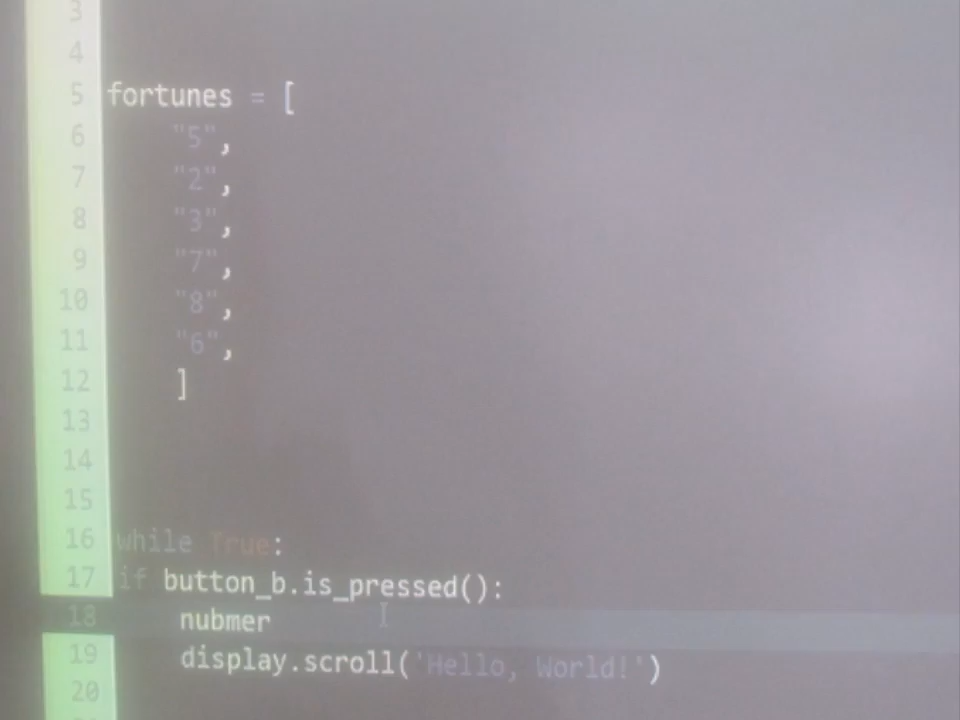 3
4
5 fortunes = [
6 "5",
7 "2",
8 "3",
9 "7",
10 "8",
11 "6",
12 ]
13
14
15
16 while True:
17 if button_b.is_pressed():
18 nubmer
19 display.scroll('Hello, World!')
20